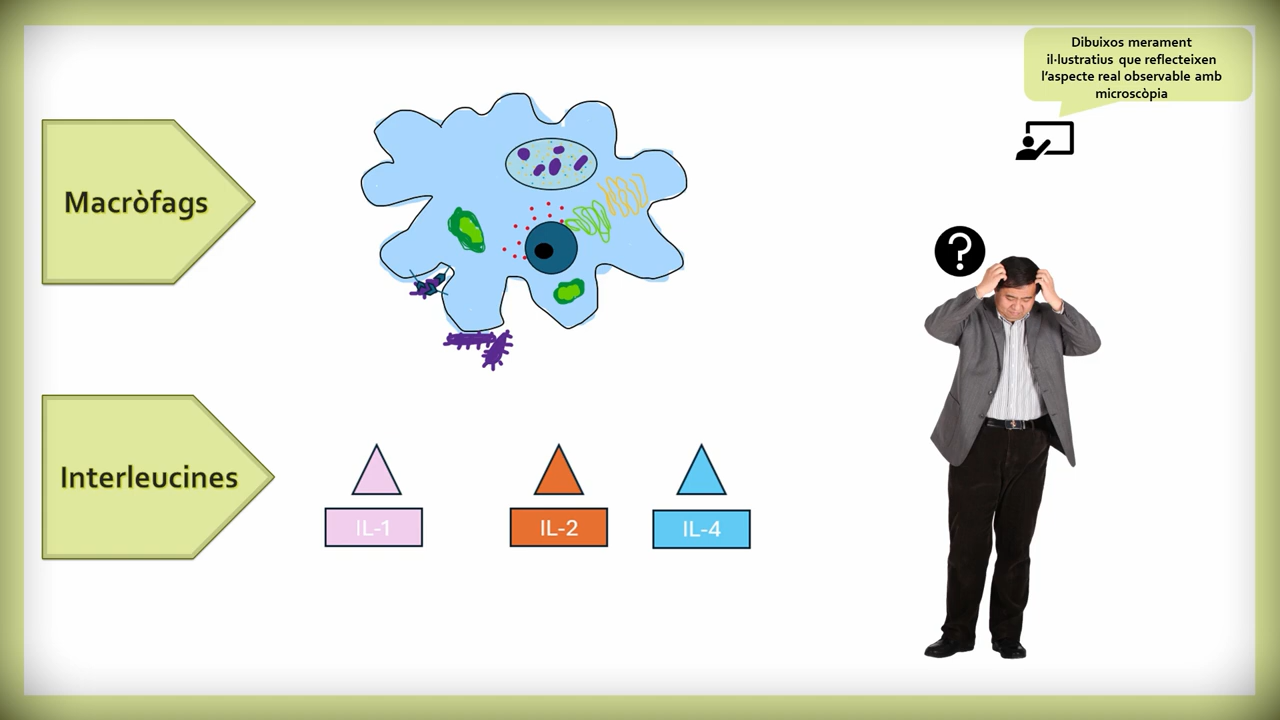 Dibuixos merament
il·lustratius que reflecteixen
l'aspecte real observable amb
microscòpia
Macròfags
?
Interleucines
IL-1
IL-2
IL-4